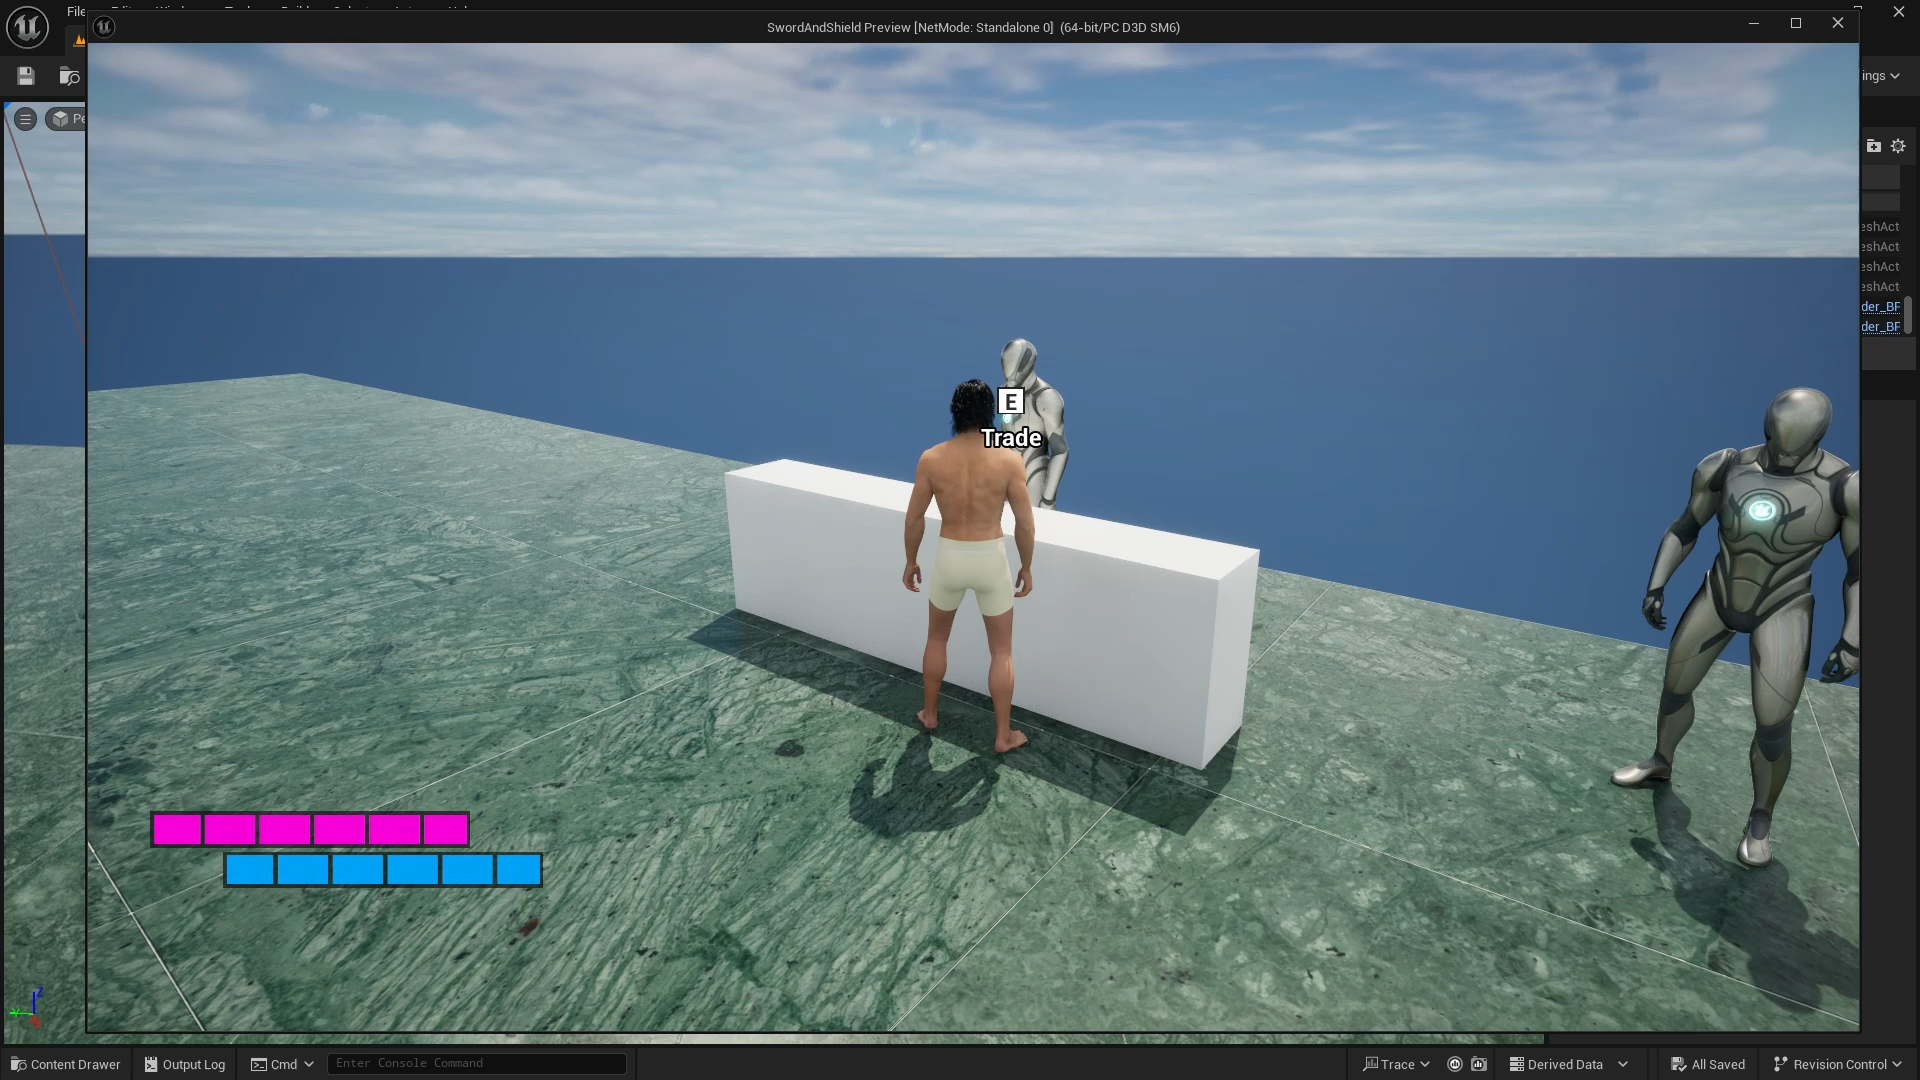 File
SwordAndShield Preview [NetMode: Standalone 0] (64-bit/PC D3D SM6)
ings
Pe
eshAct
eshAct
eshAct
eshAct
der_BF
der_BF
E
Trade
Content Drawer
Output Log
Cmd
Enter Console Command
Trace
Derived Data
All Saved
Revision Control